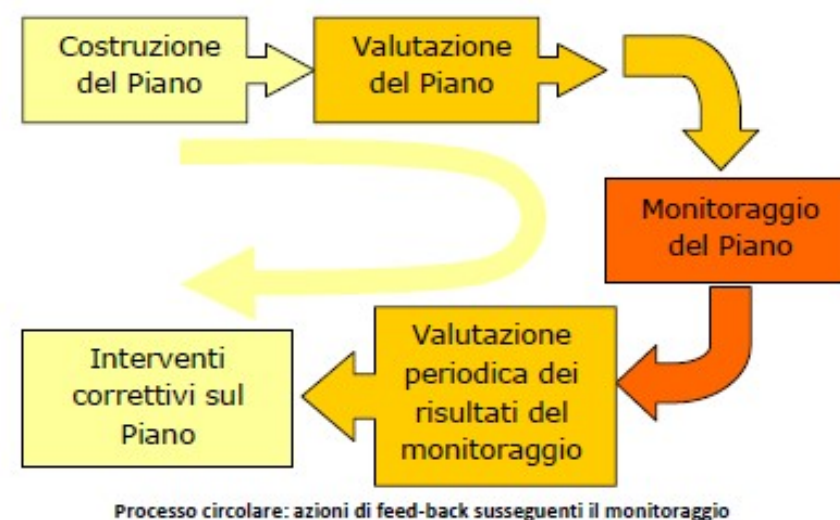 Costruzione
del Piano
Valutazione
del Piano
Monitoraggio
del Piano
Valutazione
periodica dei
risultati del
monitoraggio
Interventi
correttivi sul
Piano
Processo circolare: azioni di feed-back susseguenti il monitoraggio